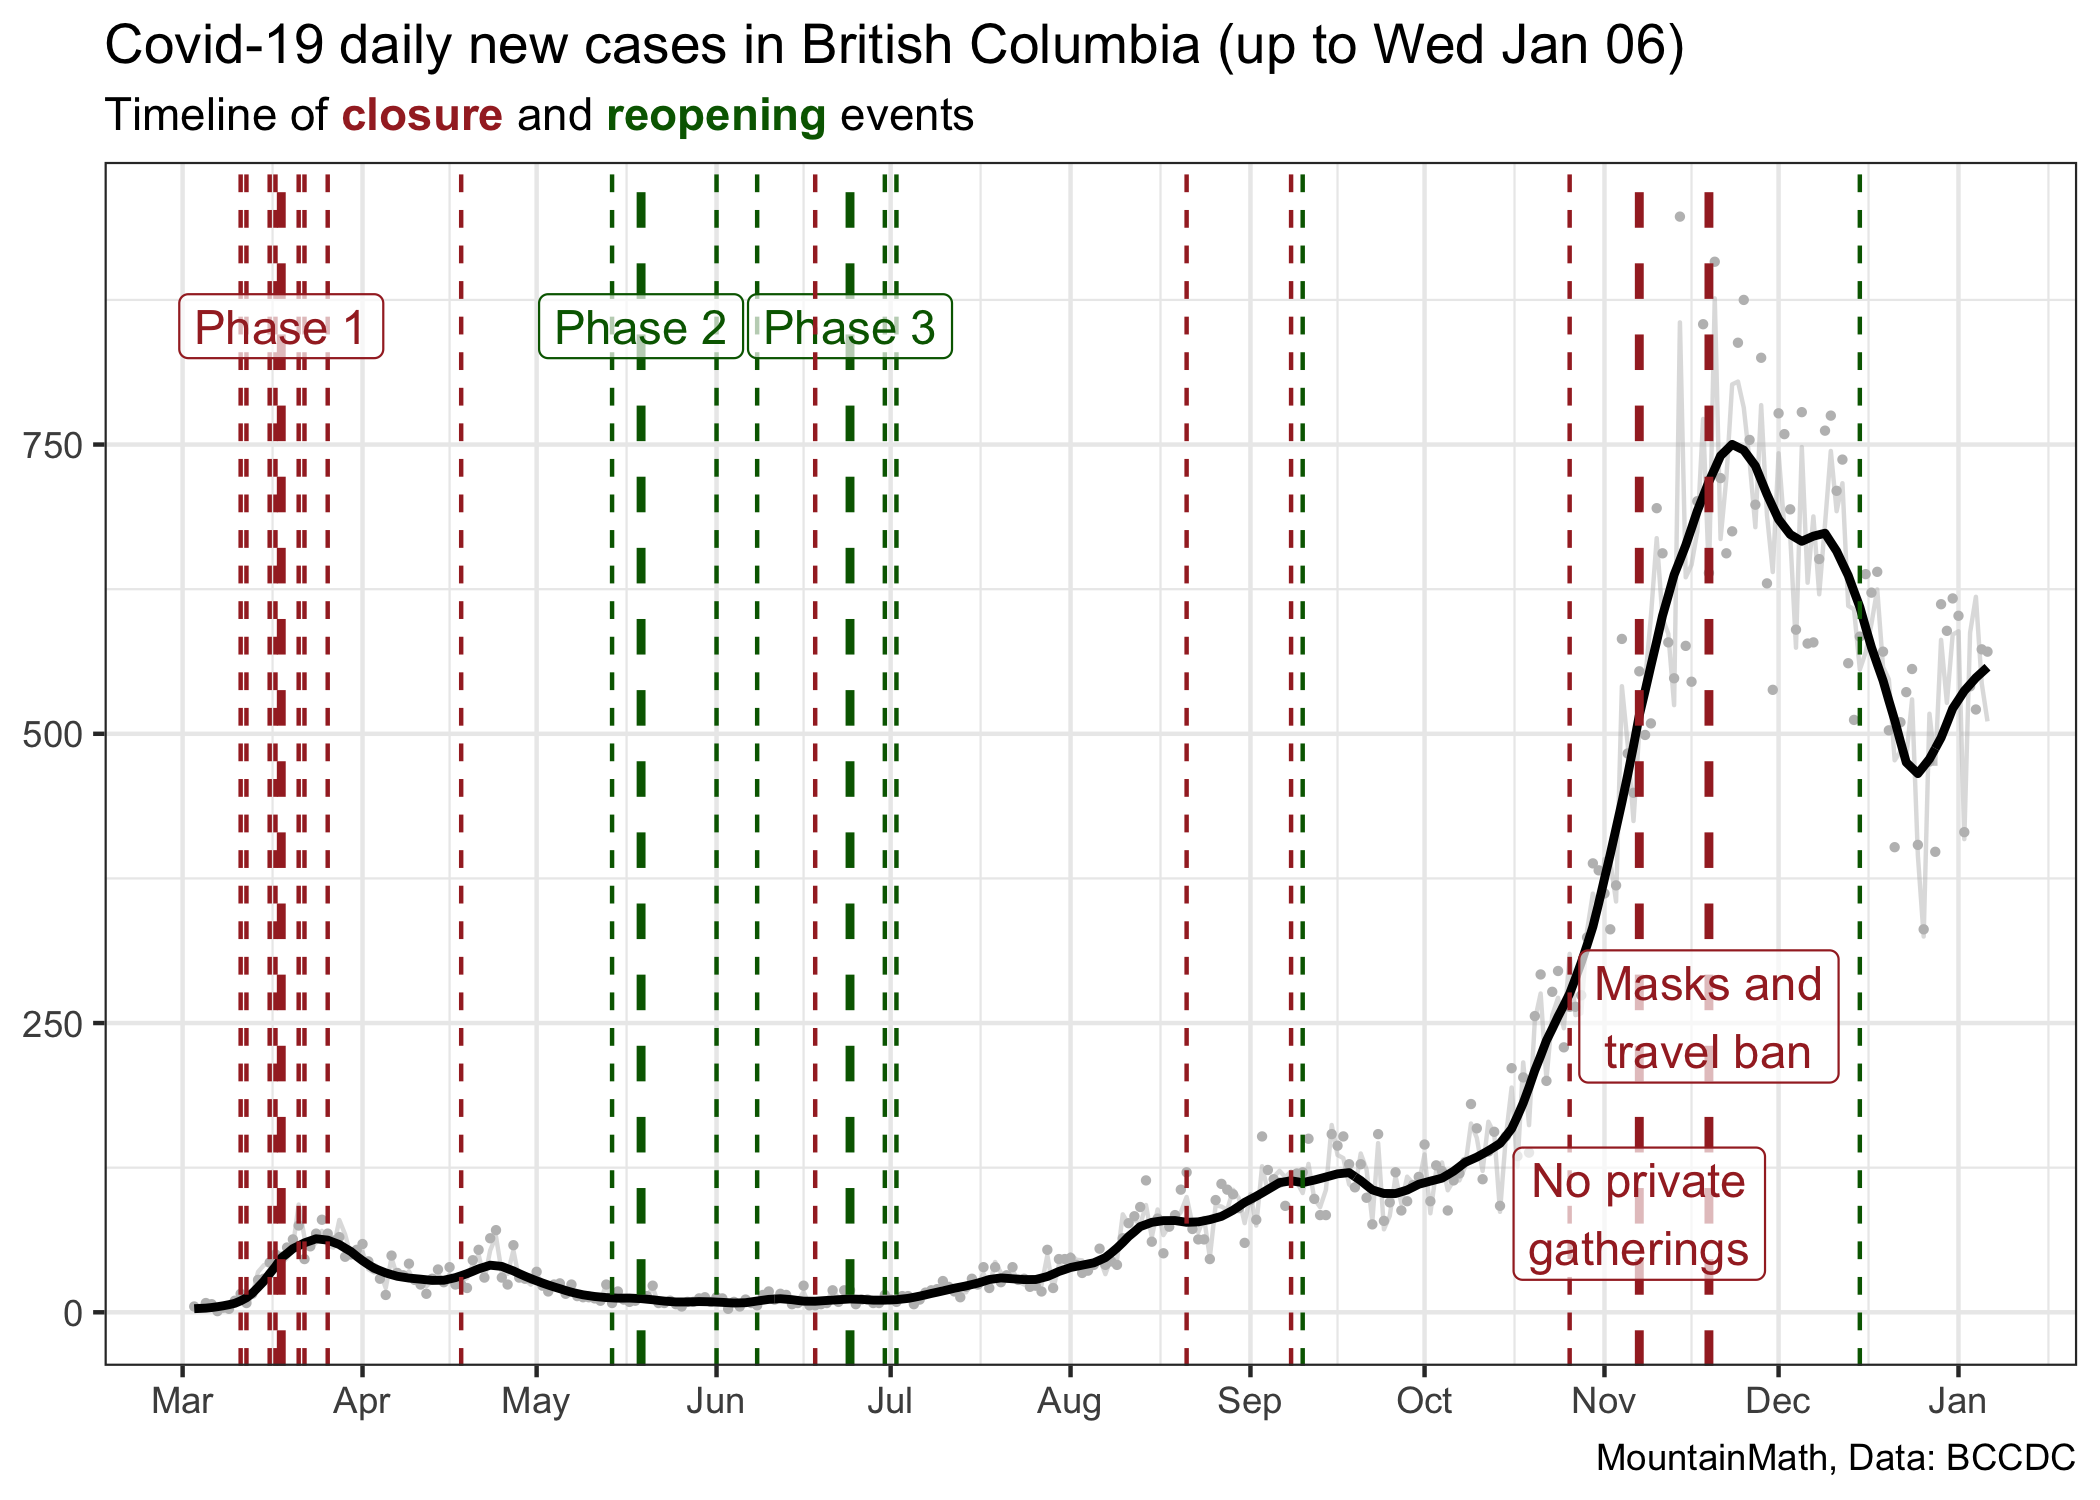 Covid-19 daily new cases in British Columbia (up to Wed Jan 06)
Timeline of closure and reopening events
Phase 1
Phase 2
Phase 3
750
500
250
0
Masks and
travel ban
No private
gatherings
Mar
Apr
May
Jun
Jul
Aug
Sep
Oct
Nov
Dec
Jan
MountainMath, Data: BCCDC